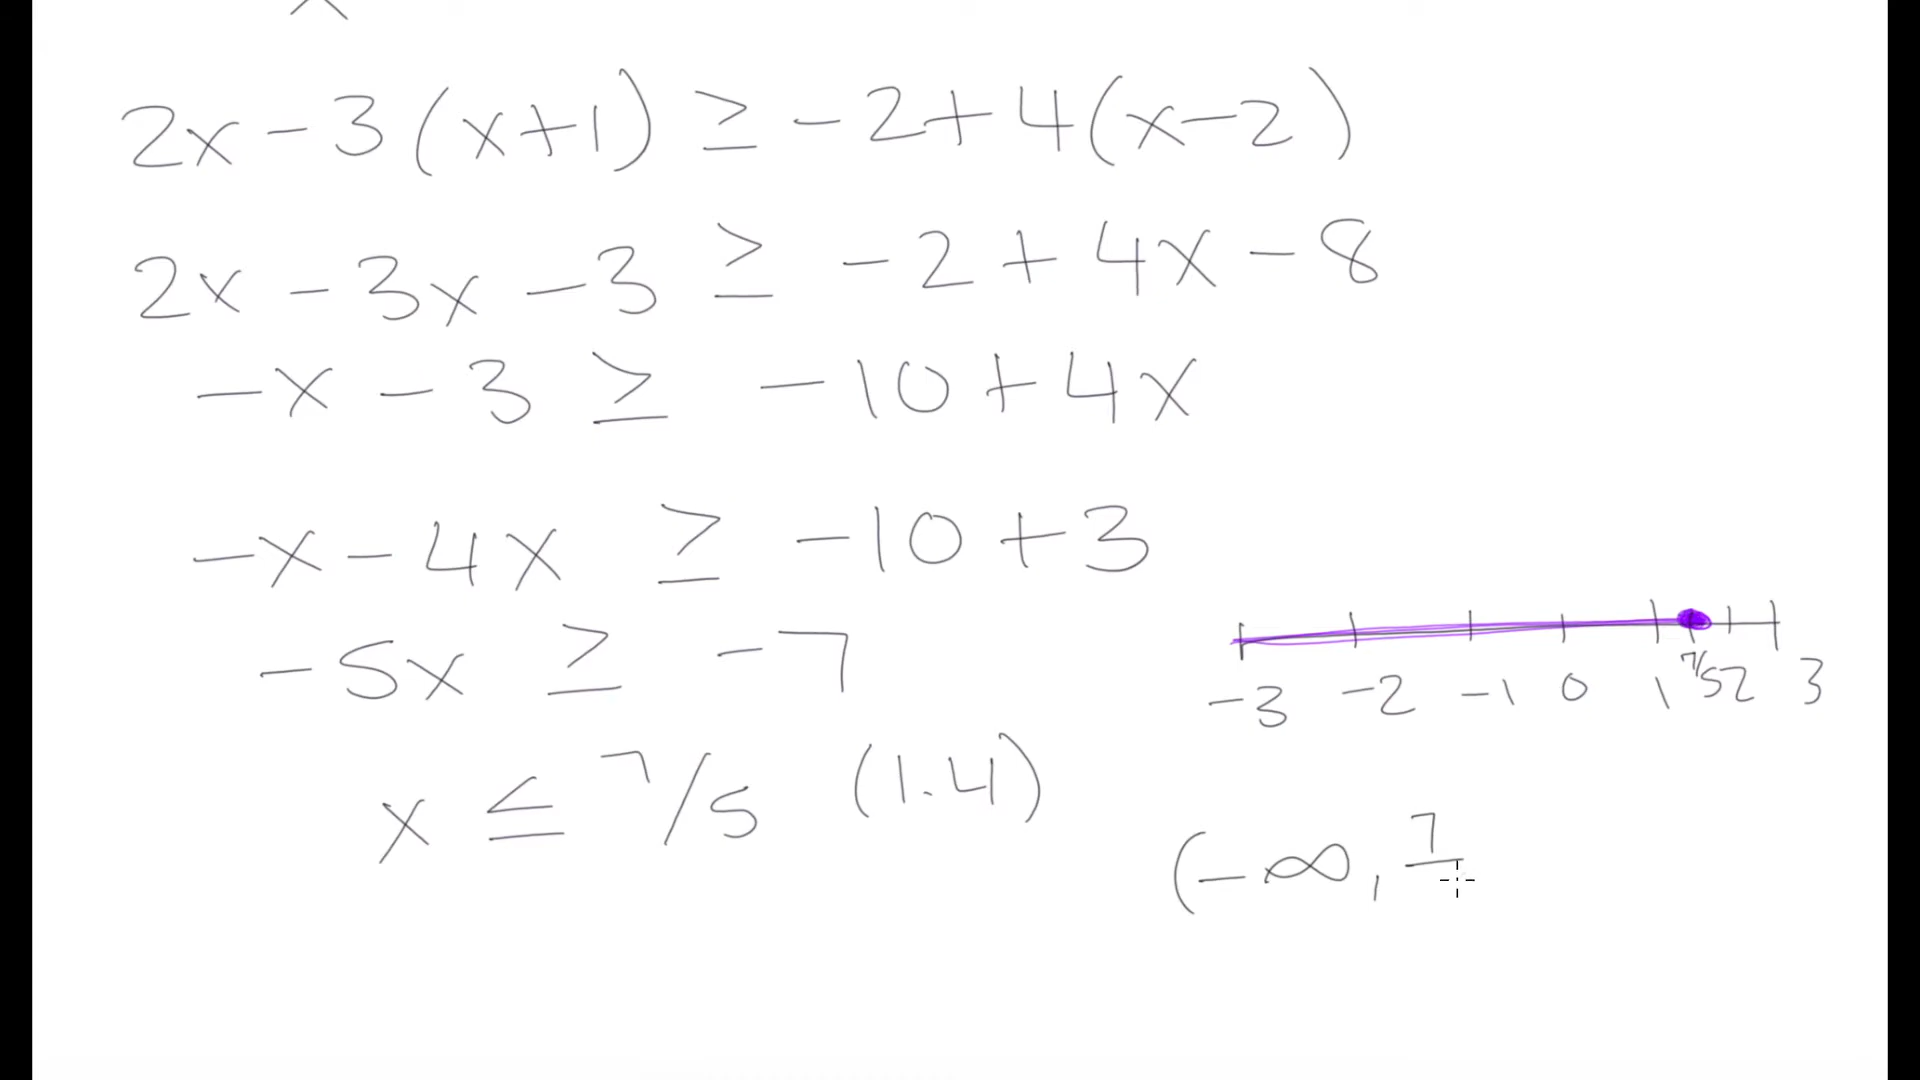 2x - 3(x+1) ≥ -2+4(x-2)
2x - 3x - 3 ≥ -2 + 4x - 8
-x - 3 ≥ -10+4x
-x - 4x ≥ -10+3
-5x ≥ -7
-3 -2 -1 0 1 7/5 2 3
x ≤ 7/5 (1.4)
(-∞, 7/